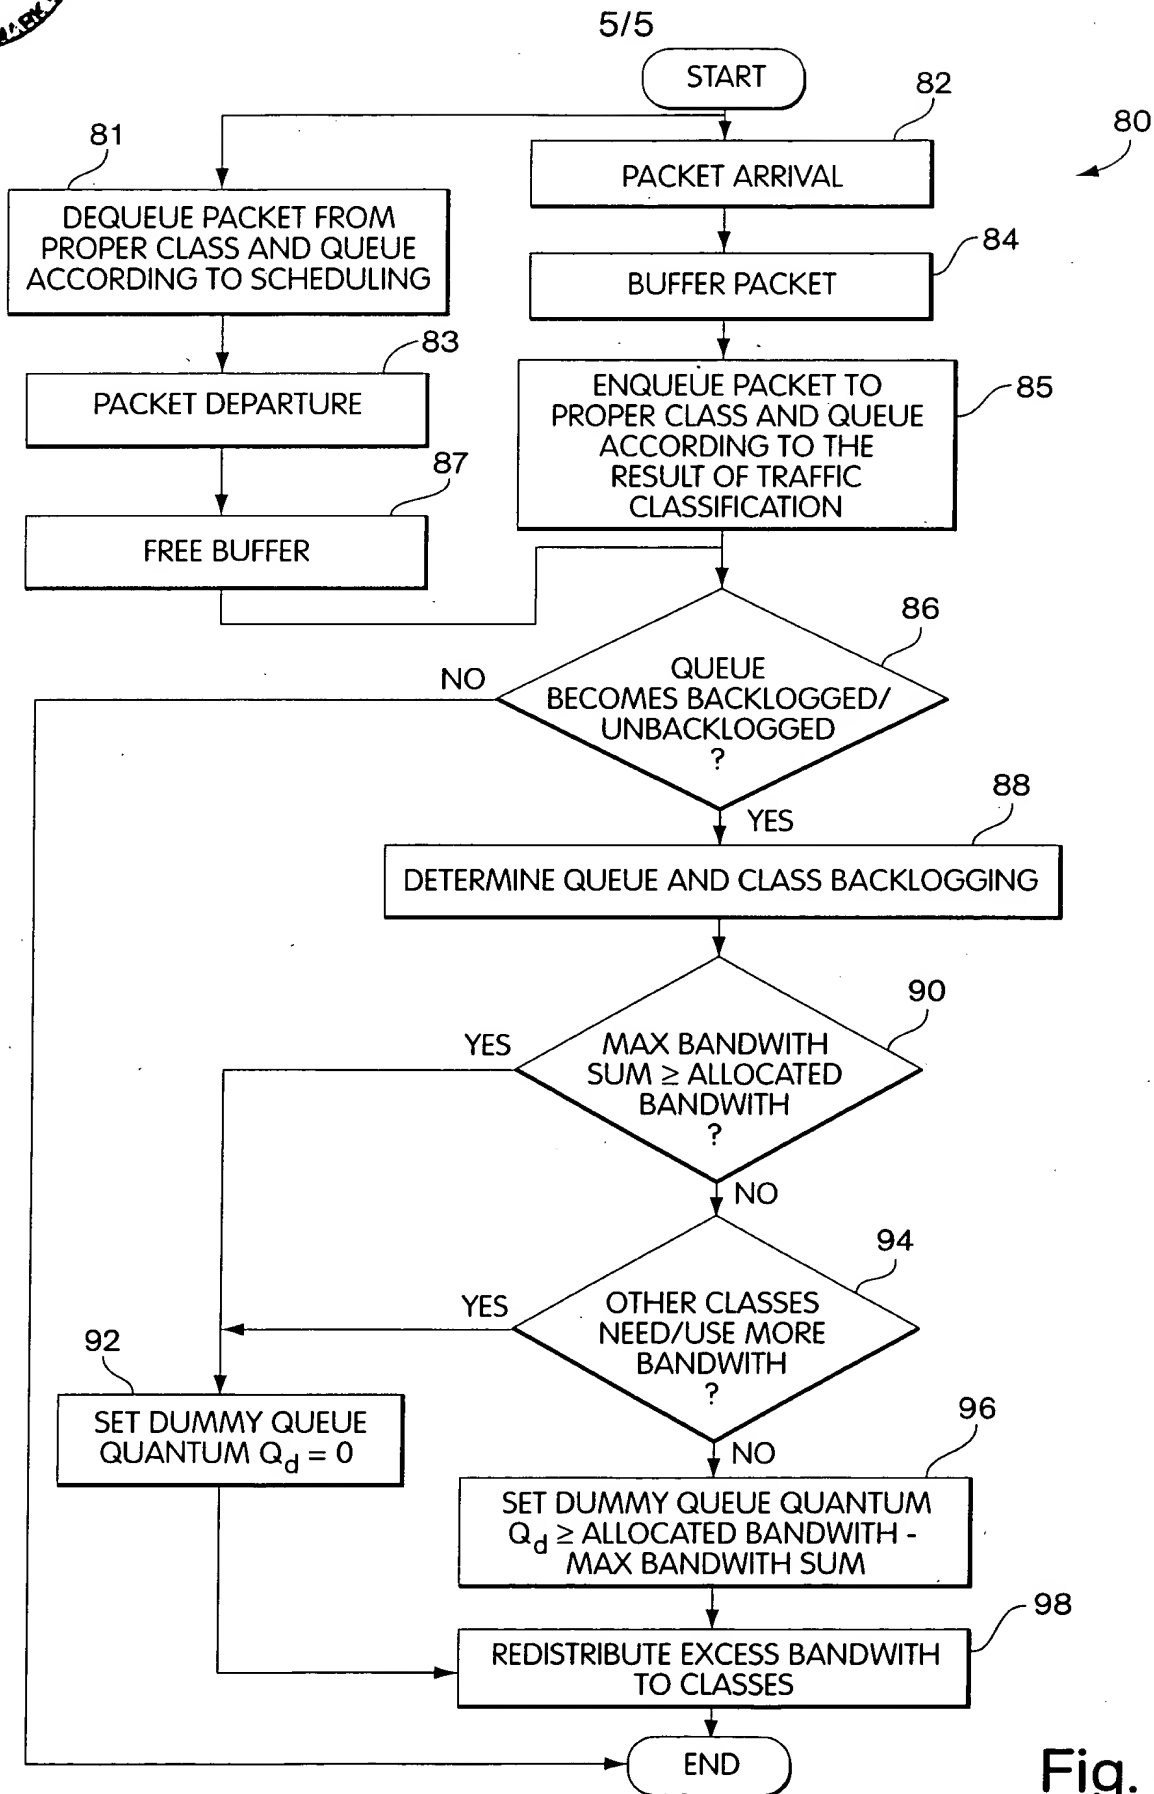 5/5
START
82
80
81
PACKET ARRIVAL
DEQUEUE PACKET FROM
PROPER CLASS AND QUEUE
ACCORDING TO SCHEDULING
84
BUFFER PACKET
83
PACKET DEPARTURE
ENQUEUE PACKET TO
PROPER CLASS AND QUEUE
ACCORDING TO THE
RESULT OF TRAFFIC
CLASSIFICATION
85
87
FREE BUFFER
86
NO
QUEUE
BECOMES BACKLOGGED/
UNBACKLOGGED
?
88
YES
DETERMINE QUEUE AND CLASS BACKLOGGING
90
YES
MAX BANDWITH
SUM ≥ ALLOCATED
BANDWITH
?
NO
94
YES
OTHER CLASSES
NEED/USE MORE
BANDWITH
?
92
SET DUMMY QUEUE
QUANTUM Qd = 0
96
NO
SET DUMMY QUEUE QUANTUM
Qd ≥ ALLOCATED BANDWITH -
MAX BANDWITH SUM
98
REDISTRIBUTE EXCESS BANDWITH
TO CLASSES
END
Fig.